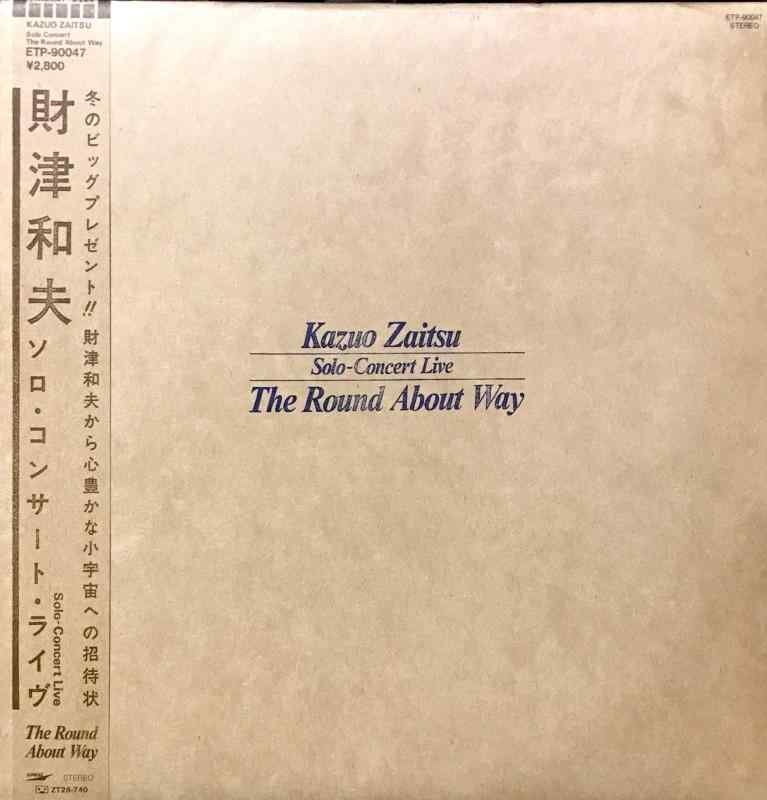 KAZUO ZAITSU
Solo Concert
The Round About Way
ETP-90047
¥2,800
冬のビッグプレゼント!! 財津和夫から心豊かな小宇宙への招待状
財津和夫ソロ・コンサート・ライヴ
Solo-Concert Live
The Round
About Way
STEREO
ZT28-740
ETP-90047
STEREO
Kazuo Zaitsu
Solo-Concert Live
The Round About Way